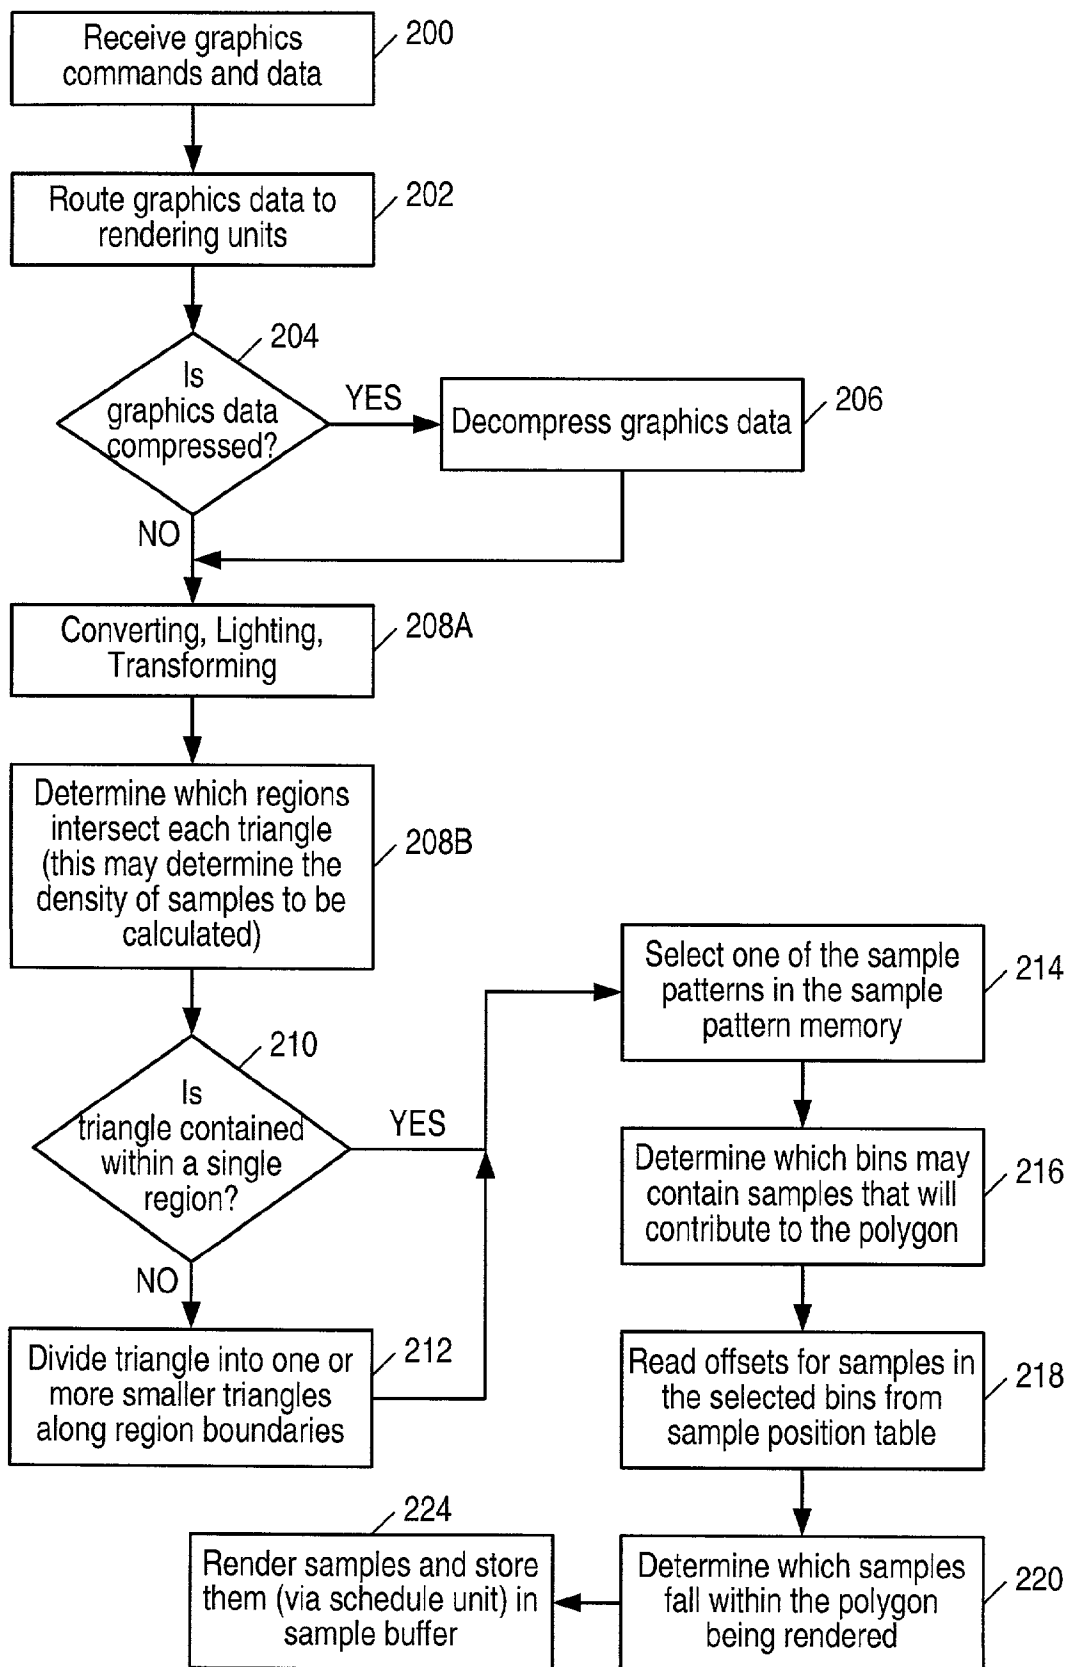 Receive graphics
commands and data
200
Route graphics data to
rendering units
202
204
Is
graphics data
compressed?
YES
Decompress graphics data
206
NO
Converting, Lighting,
Transforming
208A
Determine which regions
intersect each triangle
(this may determine the
density of samples to be
calculated)
208B
210
Is
triangle contained
within a single
region?
YES
NO
Divide triangle into one or
more smaller triangles
along region boundaries
212
Select one of the sample
patterns in the sample
pattern memory
214
Determine which bins may
contain samples that will
contribute to the polygon
216
Read offsets for samples in
the selected bins from
sample position table
218
Determine which samples
fall within the polygon
being rendered
220
224
Render samples and store
them (via schedule unit) in
sample buffer